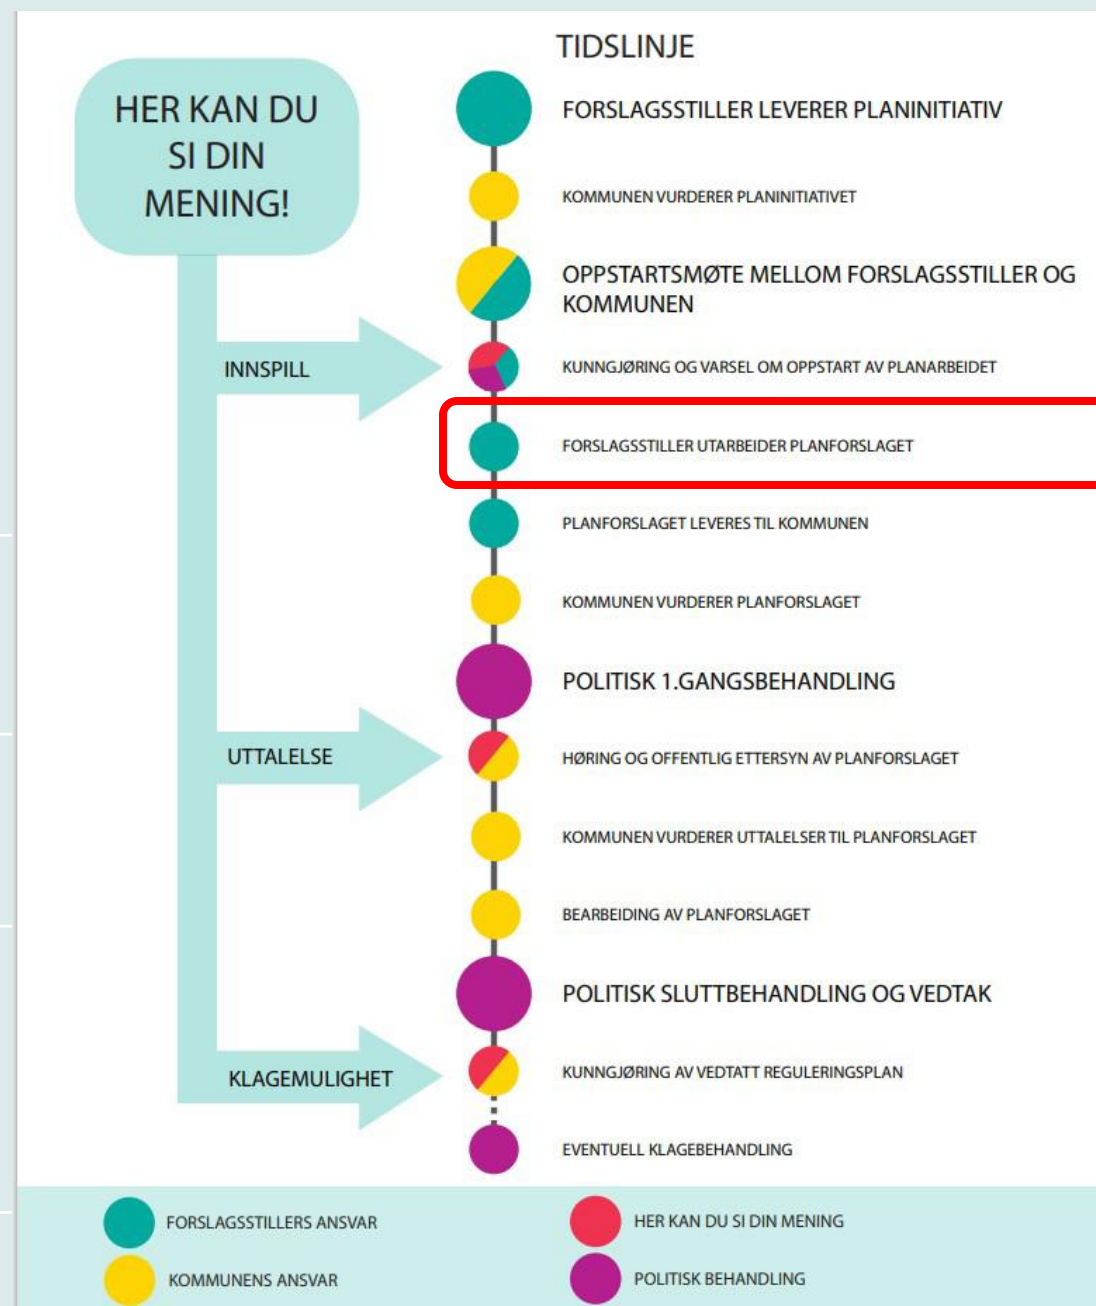 TIDSLINJE
HER KAN DU
SI DIN
MENING!
FORSLAGSSTILLER LEVERER PLANINITIATIV
KOMMUNEN VURDERER PLANINITIATIVET
OPPSTARTSMØTE MELLOM FORSLAGSSTILLER OG
KOMMUNEN
INNSPILL
KUNNGJØRING OG VARSEL OM OPPSTART AV PLANARBEIDET
FORSLAGSSTILLER UTARBEIDER PLANFORSLAGET
PLANFORSLAGET LEVERES TIL KOMMUNEN
KOMMUNEN VURDERER PLANFORSLAGET
POLITISK 1.GANGSBEHANDLING
UTTALELSE
HØRING OG OFFENTLIG ETTERSYN AV PLANFORSLAGET
KOMMUNEN VURDERER UTTALELSER TIL PLANFORSLAGET
BEARBEIDING AV PLANFORSLAGET
POLITISK SLUTTBEHANDLING OG VEDTAK
KLAGEMULIGHET
KUNNGJØRING AV VEDTATT REGULERINGSPLAN
EVENTUELL KLAGEBEHANDLING
FORSLAGSSTILLERS ANSVAR
HER KAN DU SI DIN MENING
KOMMUNENS ANSVAR
POLITISK BEHANDLING